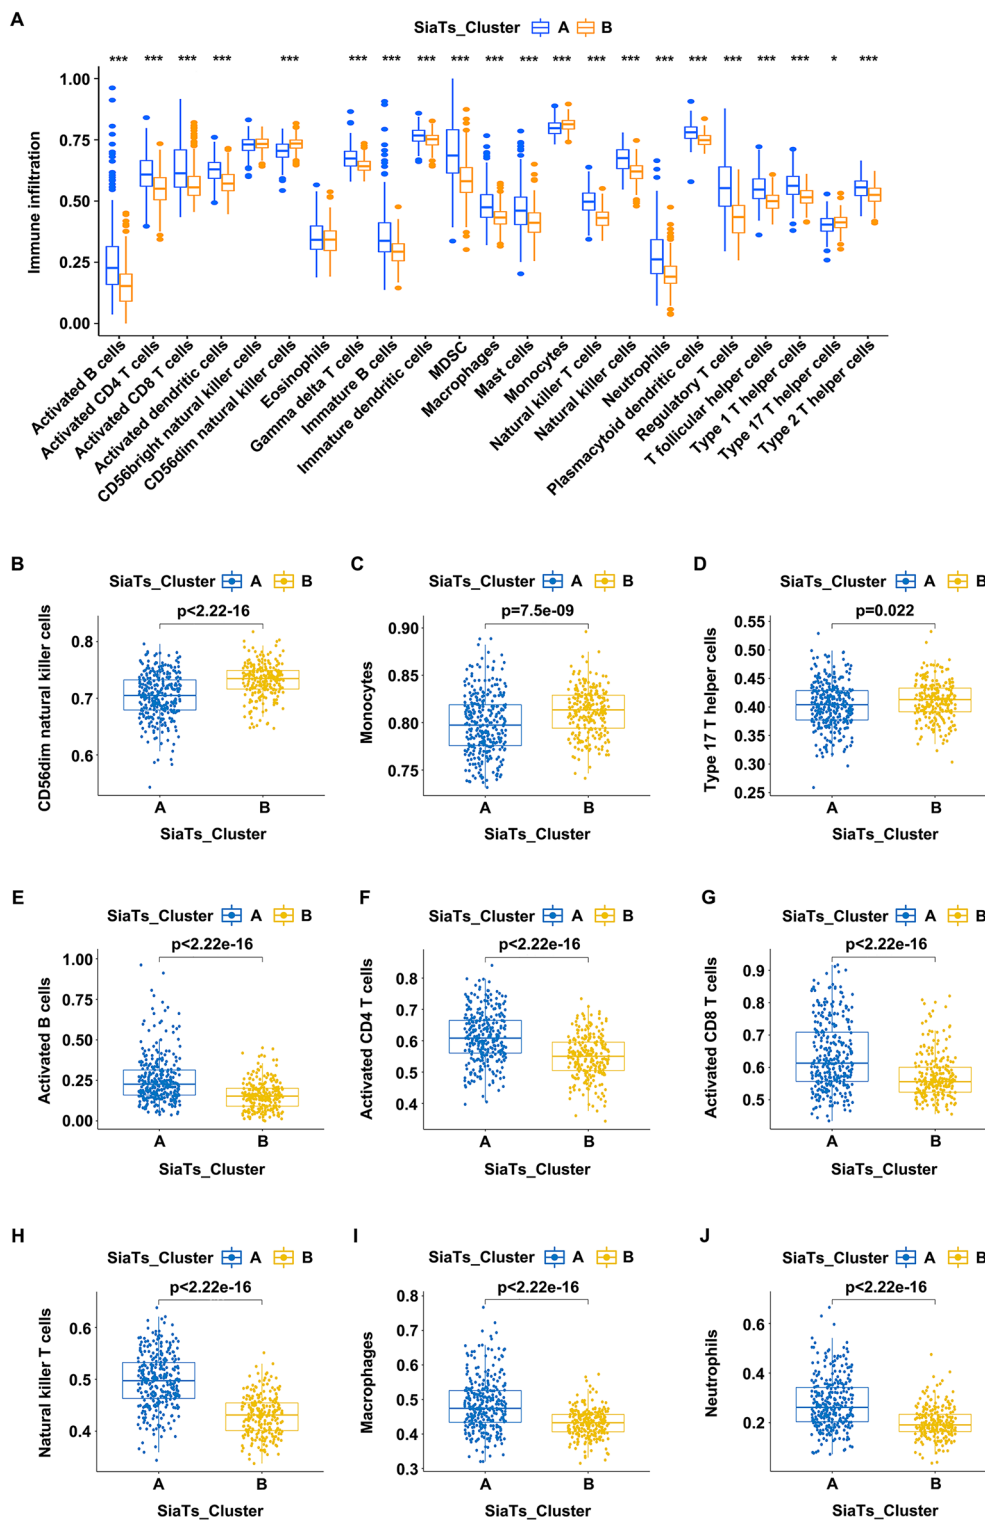 A
SiaTs_Cluster A B
*** *** *** *** *** *** *** *** *** *** *** *** *** *** *** *** *** *** *** * ***
Immune infiltration
1.00
0.75
0.50
0.25
0.00
Activated B cells
Activated CD4 T cells
Activated CD8 T cells
Activated dendritic cells
CD56bright natural killer cells
CD56dim natural killer cells
Eosinophils
Gamma delta T cells
Immature B cells
Immature dendritic cells
MDSC
Macrophages
Mast cells
Monocytes
Natural killer T cells
Natural killer cells
Neutrophils
Plasmacytoid dendritic cells
Regulatory T cells
T follicular helper cells
Type 1 T helper cells
Type 17 T helper cells
Type 2 T helper cells
B
SiaTs_Cluster A B
p<2.22-16
CD56dim natural killer cells
0.8
0.7
0.6
A B
SiaTs_Cluster
C
SiaTs_Cluster A B
p=7.5e-09
Monocytes
0.90
0.85
0.80
0.75
A B
SiaTs_Cluster
D
SiaTs_Cluster A B
p=0.022
Type 17 T helper cells
0.55
0.50
0.45
0.40
0.35
0.30
0.25
A B
SiaTs_Cluster
E
SiaTs_Cluster A B
p<2.22e-16
Activated B cells
1.00
0.75
0.50
0.25
0.00
A B
SiaTs_Cluster
F
SiaTs_Cluster A B
p<2.22e-16
Activated CD4 T cells
0.8
0.7
0.6
0.5
0.4
A B
SiaTs_Cluster
G
SiaTs_Cluster A B
p<2.22e-16
Activated CD8 T cells
0.9
0.8
0.7
0.6
0.5
A B
SiaTs_Cluster
H
SiaTs_Cluster A B
p<2.22e-16
Natural killer T cells
0.6
0.5
0.4
A B
SiaTs_Cluster
I
SiaTs_Cluster A B
p<2.22e-16
Macrophages
0.8
0.7
0.6
0.5
0.4
0.3
A B
SiaTs_Cluster
J
SiaTs_Cluster A B
p<2.22e-16
Neutrophils
0.6
0.4
0.2
A B
SiaTs_Cluster